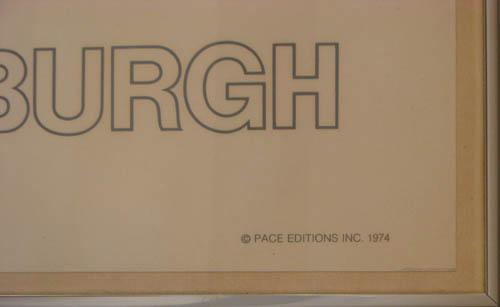 BURGH
© PACE EDITIONS INC. 1974